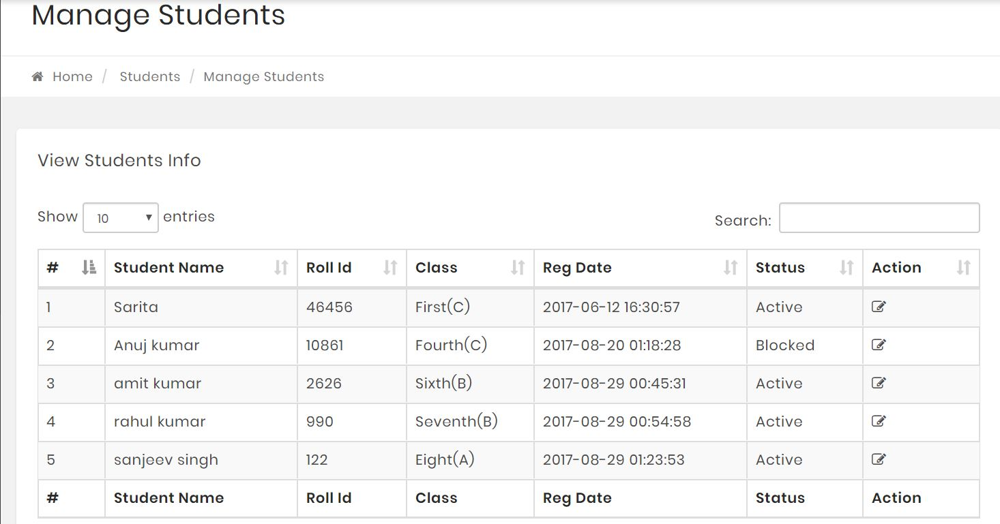 Manage Students
Home / Students / Manage Students
View Students Info
Show 10 entries Search:
# Student Name Roll Id Class Reg Date Status Action
1 Sarita 46456 First(C) 2017-06-12 16:30:57 Active
2 Anuj kumar 10861 Fourth(C) 2017-08-20 01:18:28 Blocked
3 amit kumar 2626 Sixth(B) 2017-08-29 00:45:31 Active
4 rahul kumar 990 Seventh(B) 2017-08-29 00:54:58 Active
5 sanjeev singh 122 Eight(A) 2017-08-29 01:23:53 Active
# Student Name Roll Id Class Reg Date Status Action